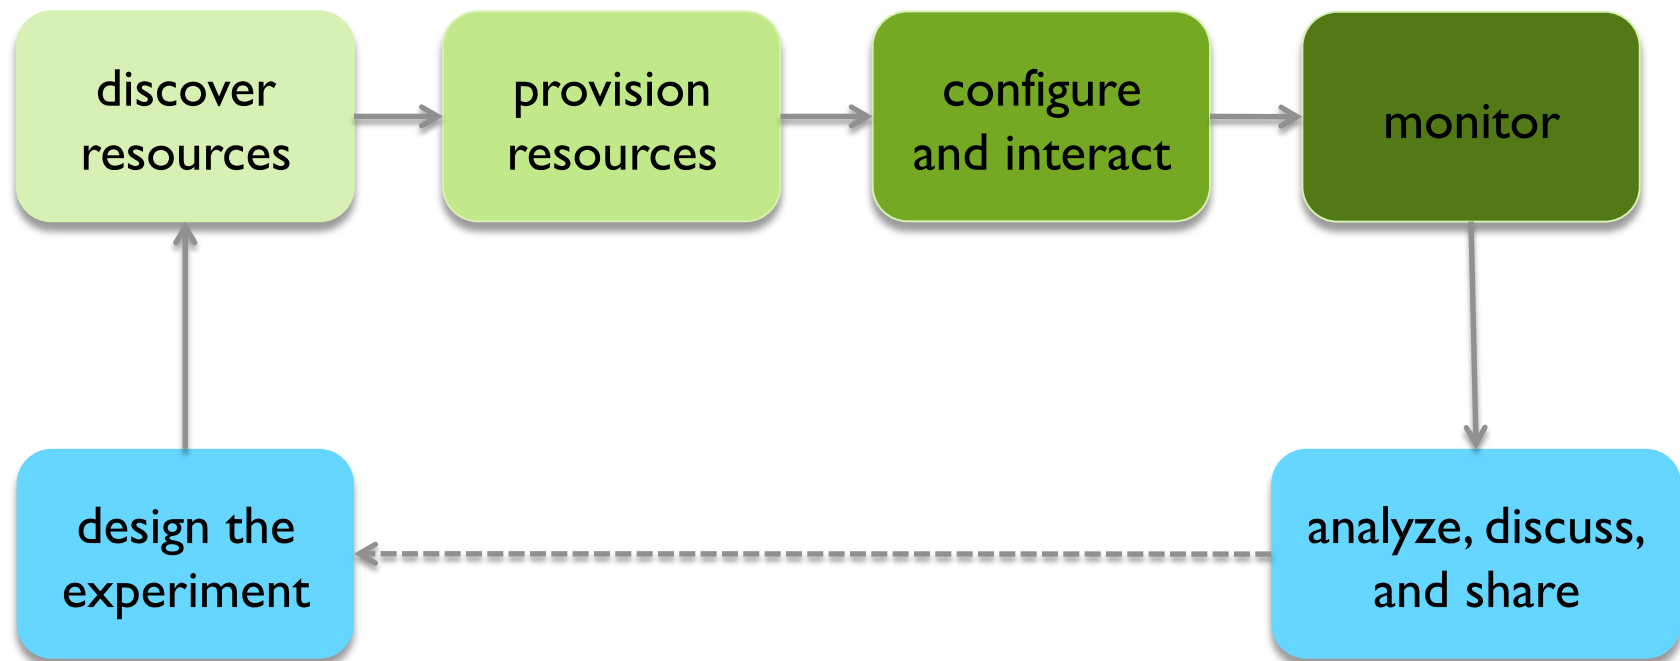 discover
resources
provision
resources
configure
and interact
monitor
design the
experiment
analyze, discuss,
and share